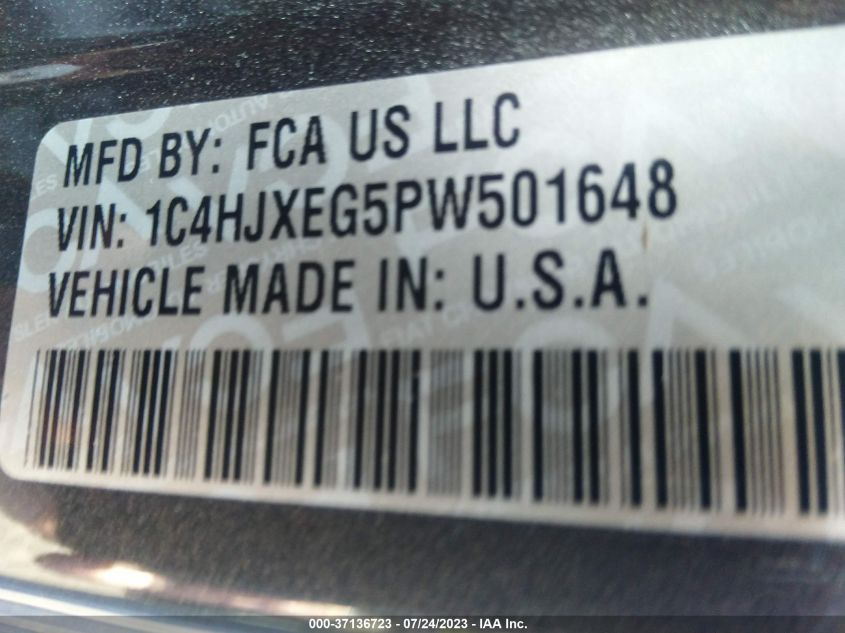 MFD BY: FCA US LLC
VIN: 1C4HJXEG5PW501648
VEHICLE MADE IN: U.S.A.
000-37136723 - 07/24/2023 - IAA Inc.